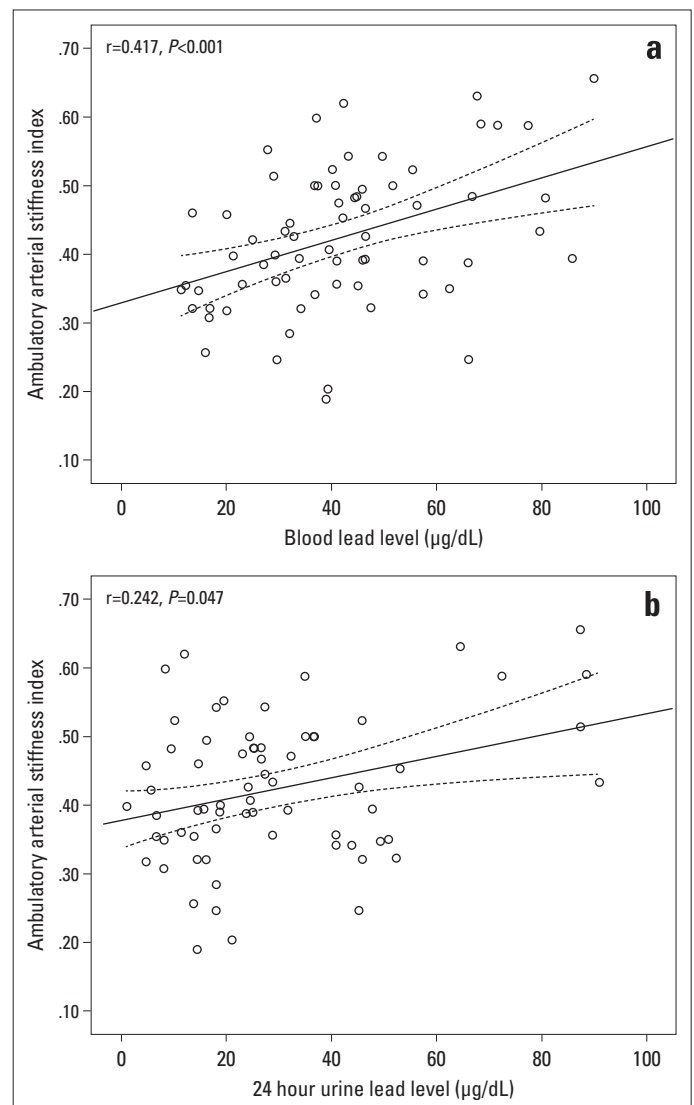 r=0.417, P<0.001
a
Ambulatory arterial stiffness index
.70
.60
.50
.40
.30
.20
.10
0 20 40 60 80 100
Blood lead level (µg/dL)
r=0.242, P=0.047
b
Ambulatory arterial stiffness index
.70
.60
.50
.40
.30
.20
.10
0 20 40 60 80 100
24 hour urine lead level (µg/dL)